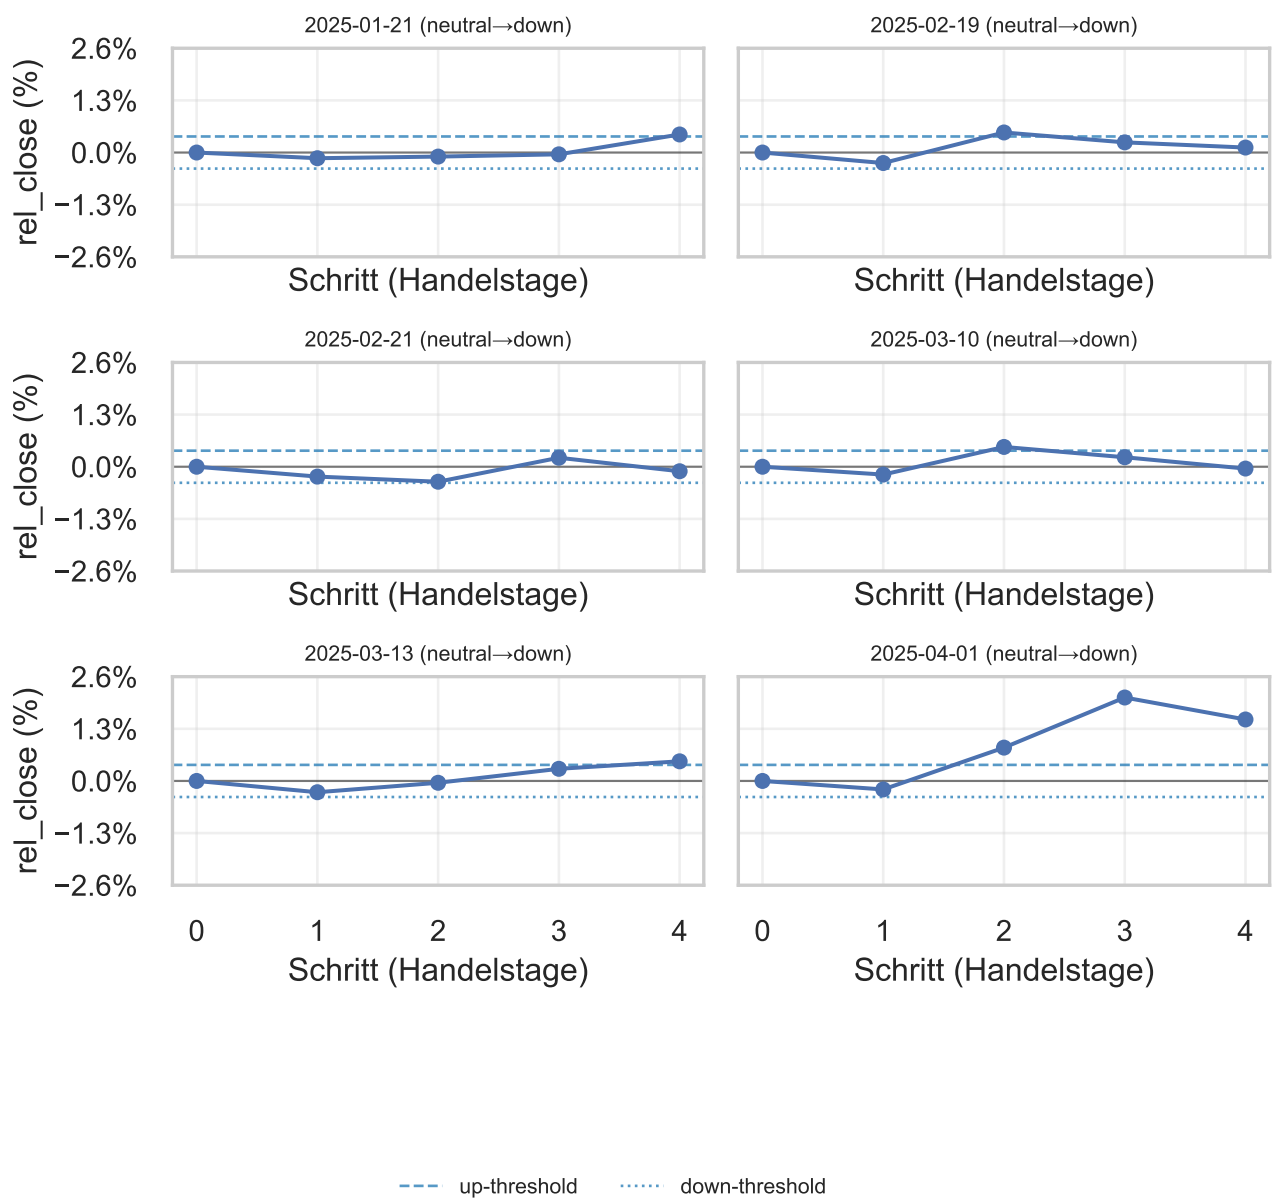 2025-01-21 (neutral→down)
2025-02-19 (neutral→down)
rel_close (%)
2.6%
1.3%
0.0%
−1.3%
−2.6%
Schritt (Handelstage)
Schritt (Handelstage)
2025-02-21 (neutral→down)
2025-03-10 (neutral→down)
rel_close (%)
2.6%
1.3%
0.0%
−1.3%
−2.6%
Schritt (Handelstage)
Schritt (Handelstage)
2025-03-13 (neutral→down)
2025-04-01 (neutral→down)
rel_close (%)
2.6%
1.3%
0.0%
−1.3%
−2.6%
0 1 2 3 4
0 1 2 3 4
Schritt (Handelstage)
Schritt (Handelstage)
up-threshold
down-threshold